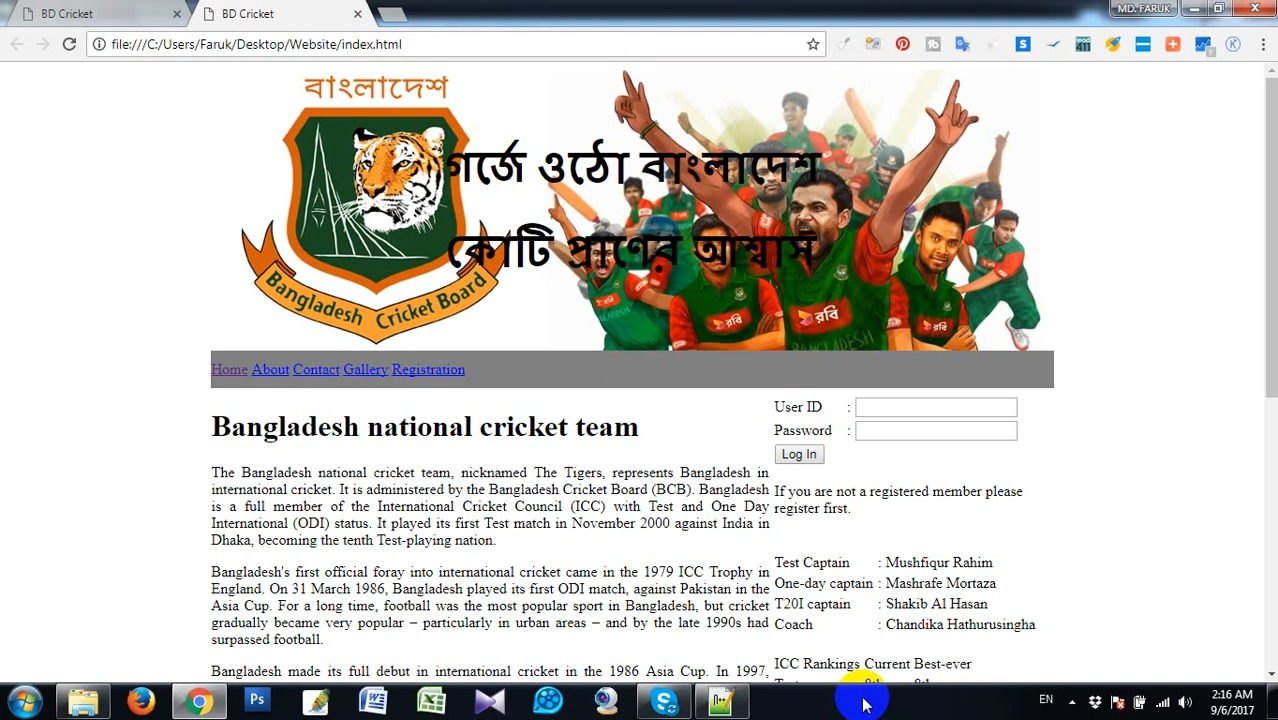 BD Cricket
BD Cricket
MD. FARUK
file:///C:/Users/Faruk/Desktop/Website/index.html
বাংলাদেশ
গর্জে ওঠো বাংলাদেশ
কোটি প্রাণের আশ্বাস
Bangladesh Cricket Board
রবি
রবি
রবি
BANGLADESH
Home About Contact Gallery Registration
Bangladesh national cricket team
The Bangladesh national cricket team, nicknamed The Tigers, represents Bangladesh in
international cricket. It is administered by the Bangladesh Cricket Board (BCB). Bangladesh
is a full member of the International Cricket Council (ICC) with Test and One Day
International (ODI) status. It played its first Test match in November 2000 against India in
Dhaka, becoming the tenth Test-playing nation.
Bangladesh's first official foray into international cricket came in the 1979 ICC Trophy in
England. On 31 March 1986, Bangladesh played its first ODI match, against Pakistan in the
Asia Cup. For a long time, football was the most popular sport in Bangladesh, but cricket
gradually became very popular – particularly in urban areas – and by the late 1990s had
surpassed football.
Bangladesh made its full debut in international cricket in the 1986 Asia Cup. In 1997,
User ID :
Password :
Log In
If you are not a registered member please
register first.
Test Captain : Mushfiqur Rahim
One-day captain : Mashrafe Mortaza
T20I captain : Shakib Al Hasan
Coach : Chandika Hathurusingha
ICC Rankings Current Best-ever
EN
2:16 AM
9/6/2017